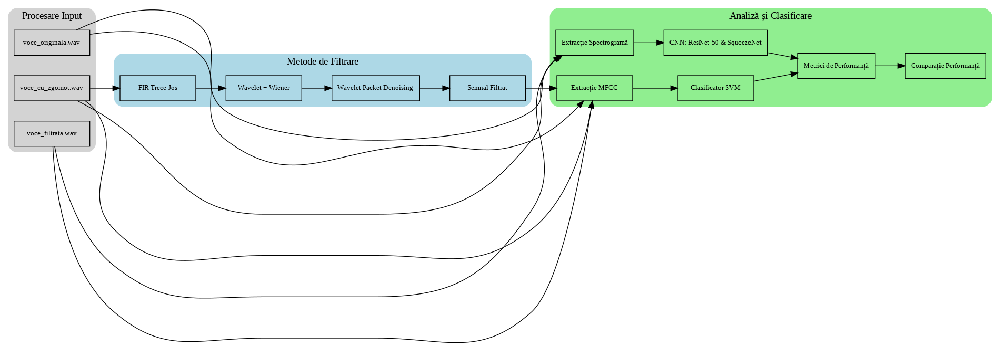 Procesare Input
voce_originala.wav
voce_cu_zgomot.wav
voce_filtrata.wav
Metode de Filtrare
FIR Trece-Jos
Wavelet + Wiener
Wavelet Packet Denoising
Semnal Filtrat
Analiză și Clasificare
Extracție Spectrogramă
CNN: ResNet-50 & SqueezeNet
Extracție MFCC
Clasificator SVM
Metrici de Performanță
Comparație Performanță